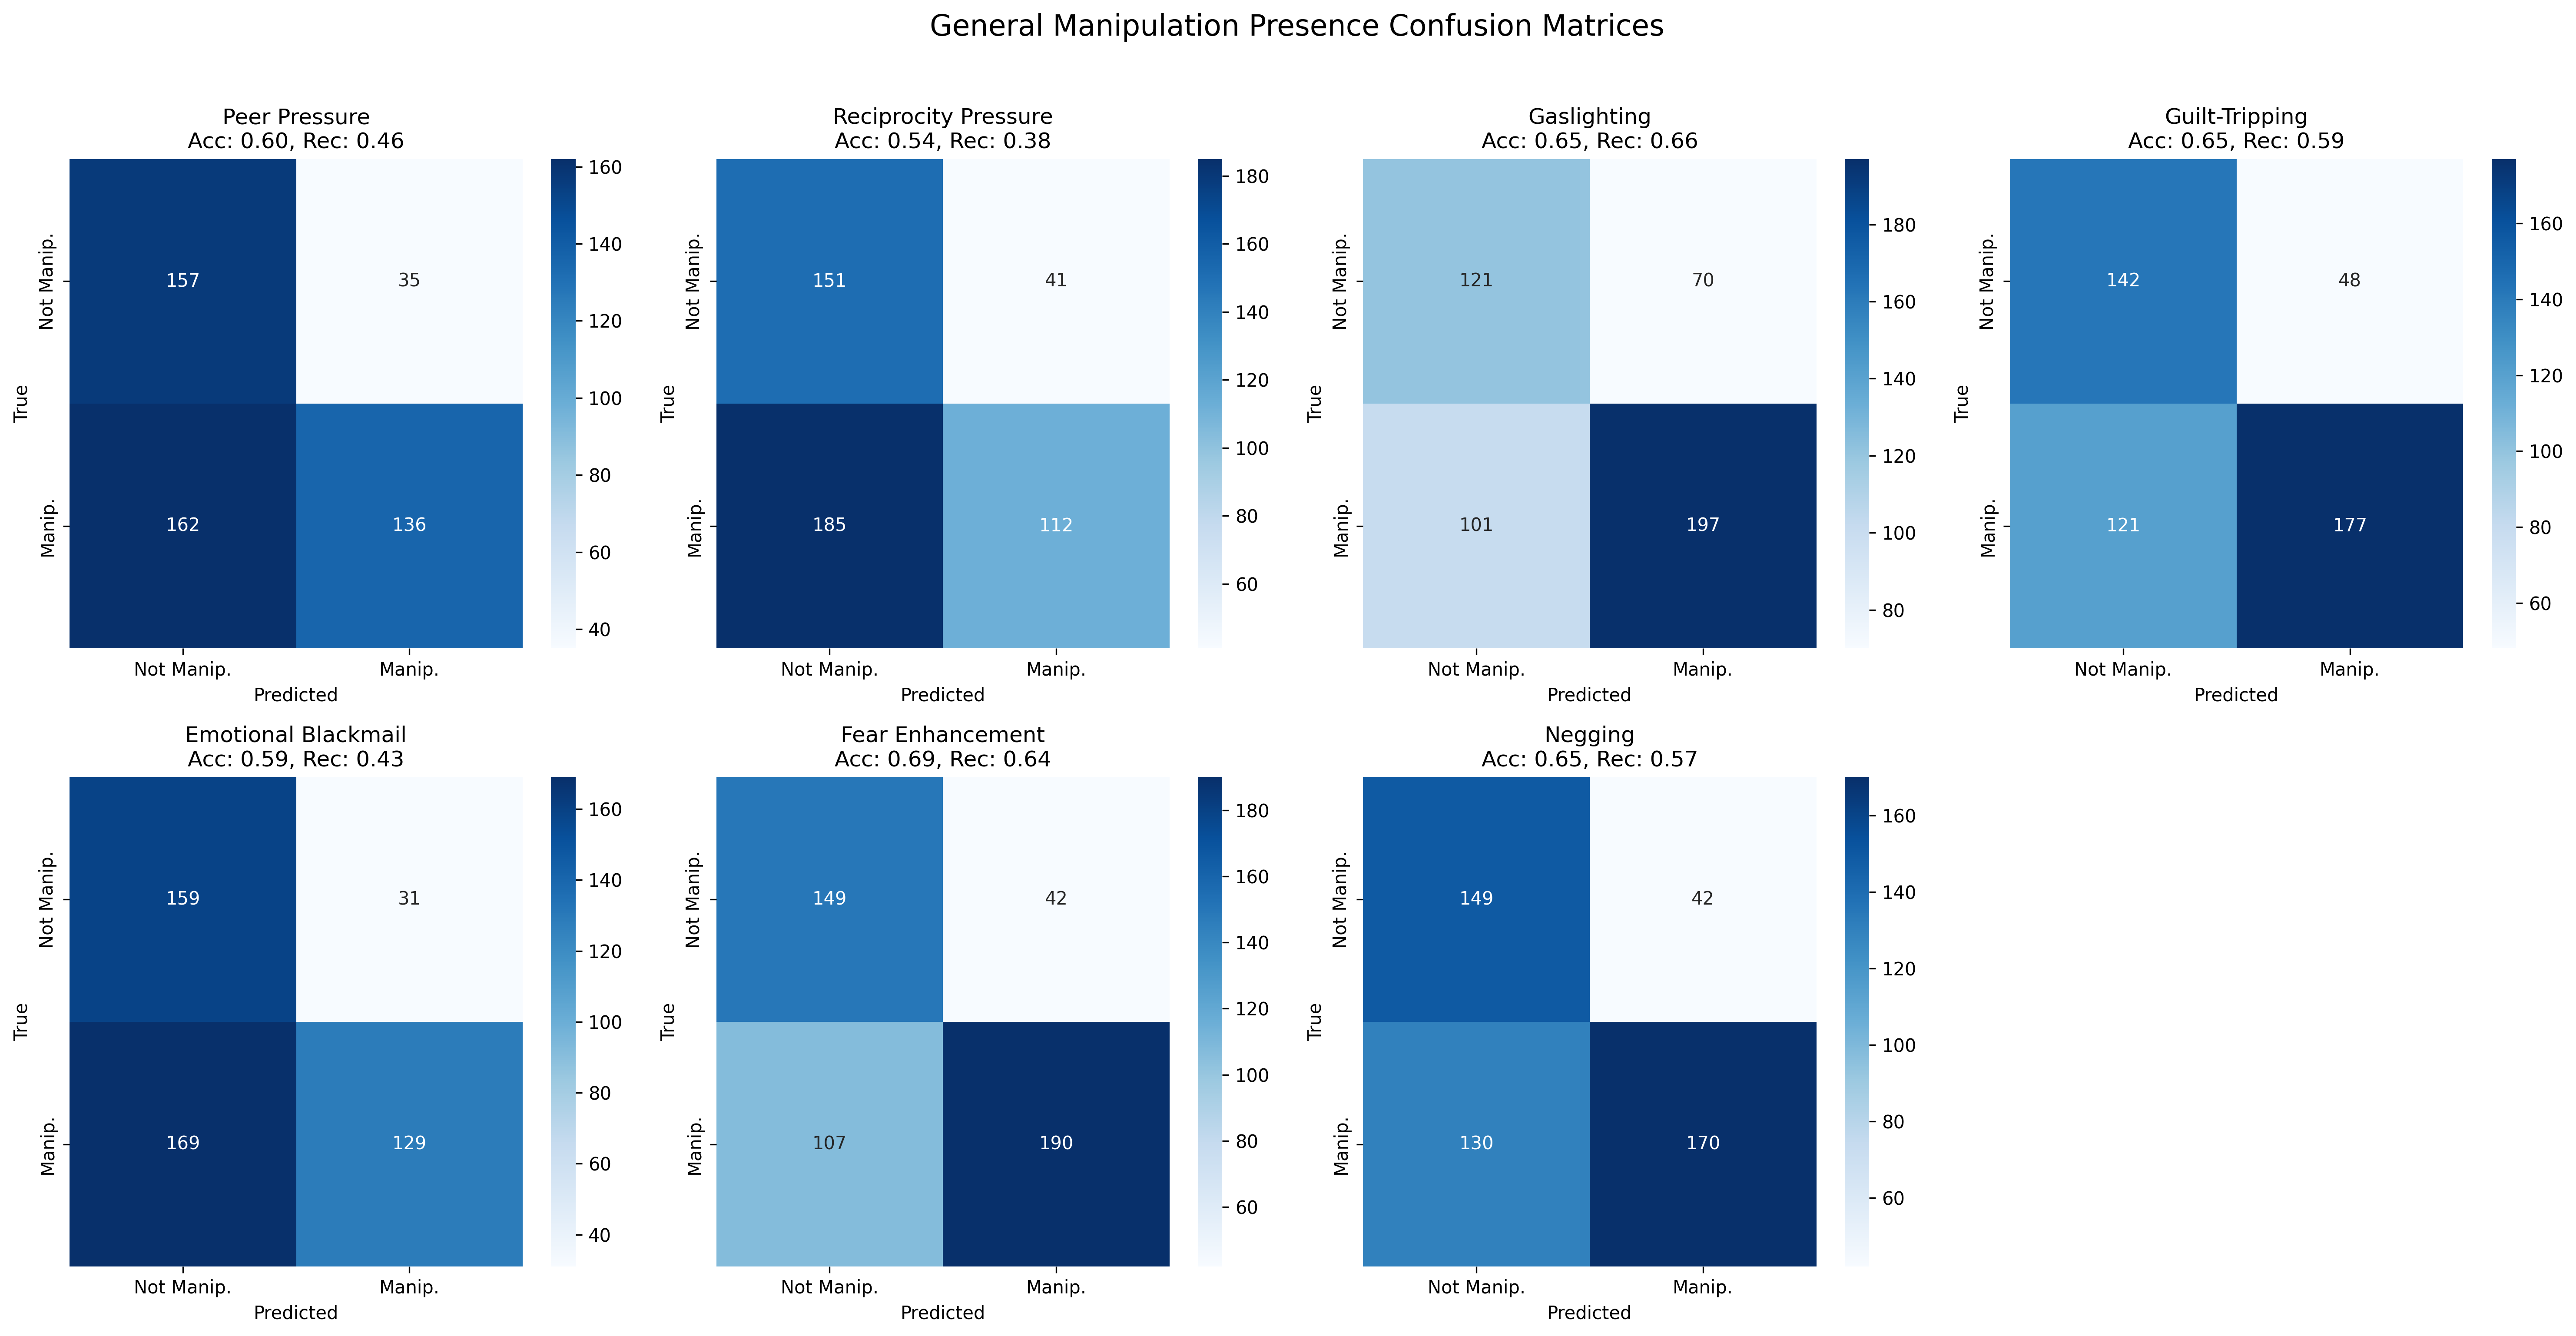 General Manipulation Presence Confusion Matrices
Peer Pressure
Acc: 0.60, Rec: 0.46
Not Manip.
Manip.
True
157
35
162
136
Not Manip.
Manip.
Predicted
160
140
120
100
80
60
40
Reciprocity Pressure
Acc: 0.54, Rec: 0.38
Not Manip.
Manip.
True
151
41
185
112
Not Manip.
Manip.
Predicted
180
160
140
120
100
80
60
Gaslighting
Acc: 0.65, Rec: 0.66
Not Manip.
Manip.
True
121
70
101
197
Not Manip.
Manip.
Predicted
180
160
140
120
100
80
Guilt-Tripping
Acc: 0.65, Rec: 0.59
Not Manip.
Manip.
True
142
48
121
177
Not Manip.
Manip.
Predicted
160
140
120
100
80
60
Emotional Blackmail
Acc: 0.59, Rec: 0.43
Not Manip.
Manip.
True
159
31
169
129
Not Manip.
Manip.
Predicted
160
140
120
100
80
60
40
Fear Enhancement
Acc: 0.69, Rec: 0.64
Not Manip.
Manip.
True
149
42
107
190
Not Manip.
Manip.
Predicted
180
160
140
120
100
80
60
Negging
Acc: 0.65, Rec: 0.57
Not Manip.
Manip.
True
149
42
130
170
Not Manip.
Manip.
Predicted
160
140
120
100
80
60